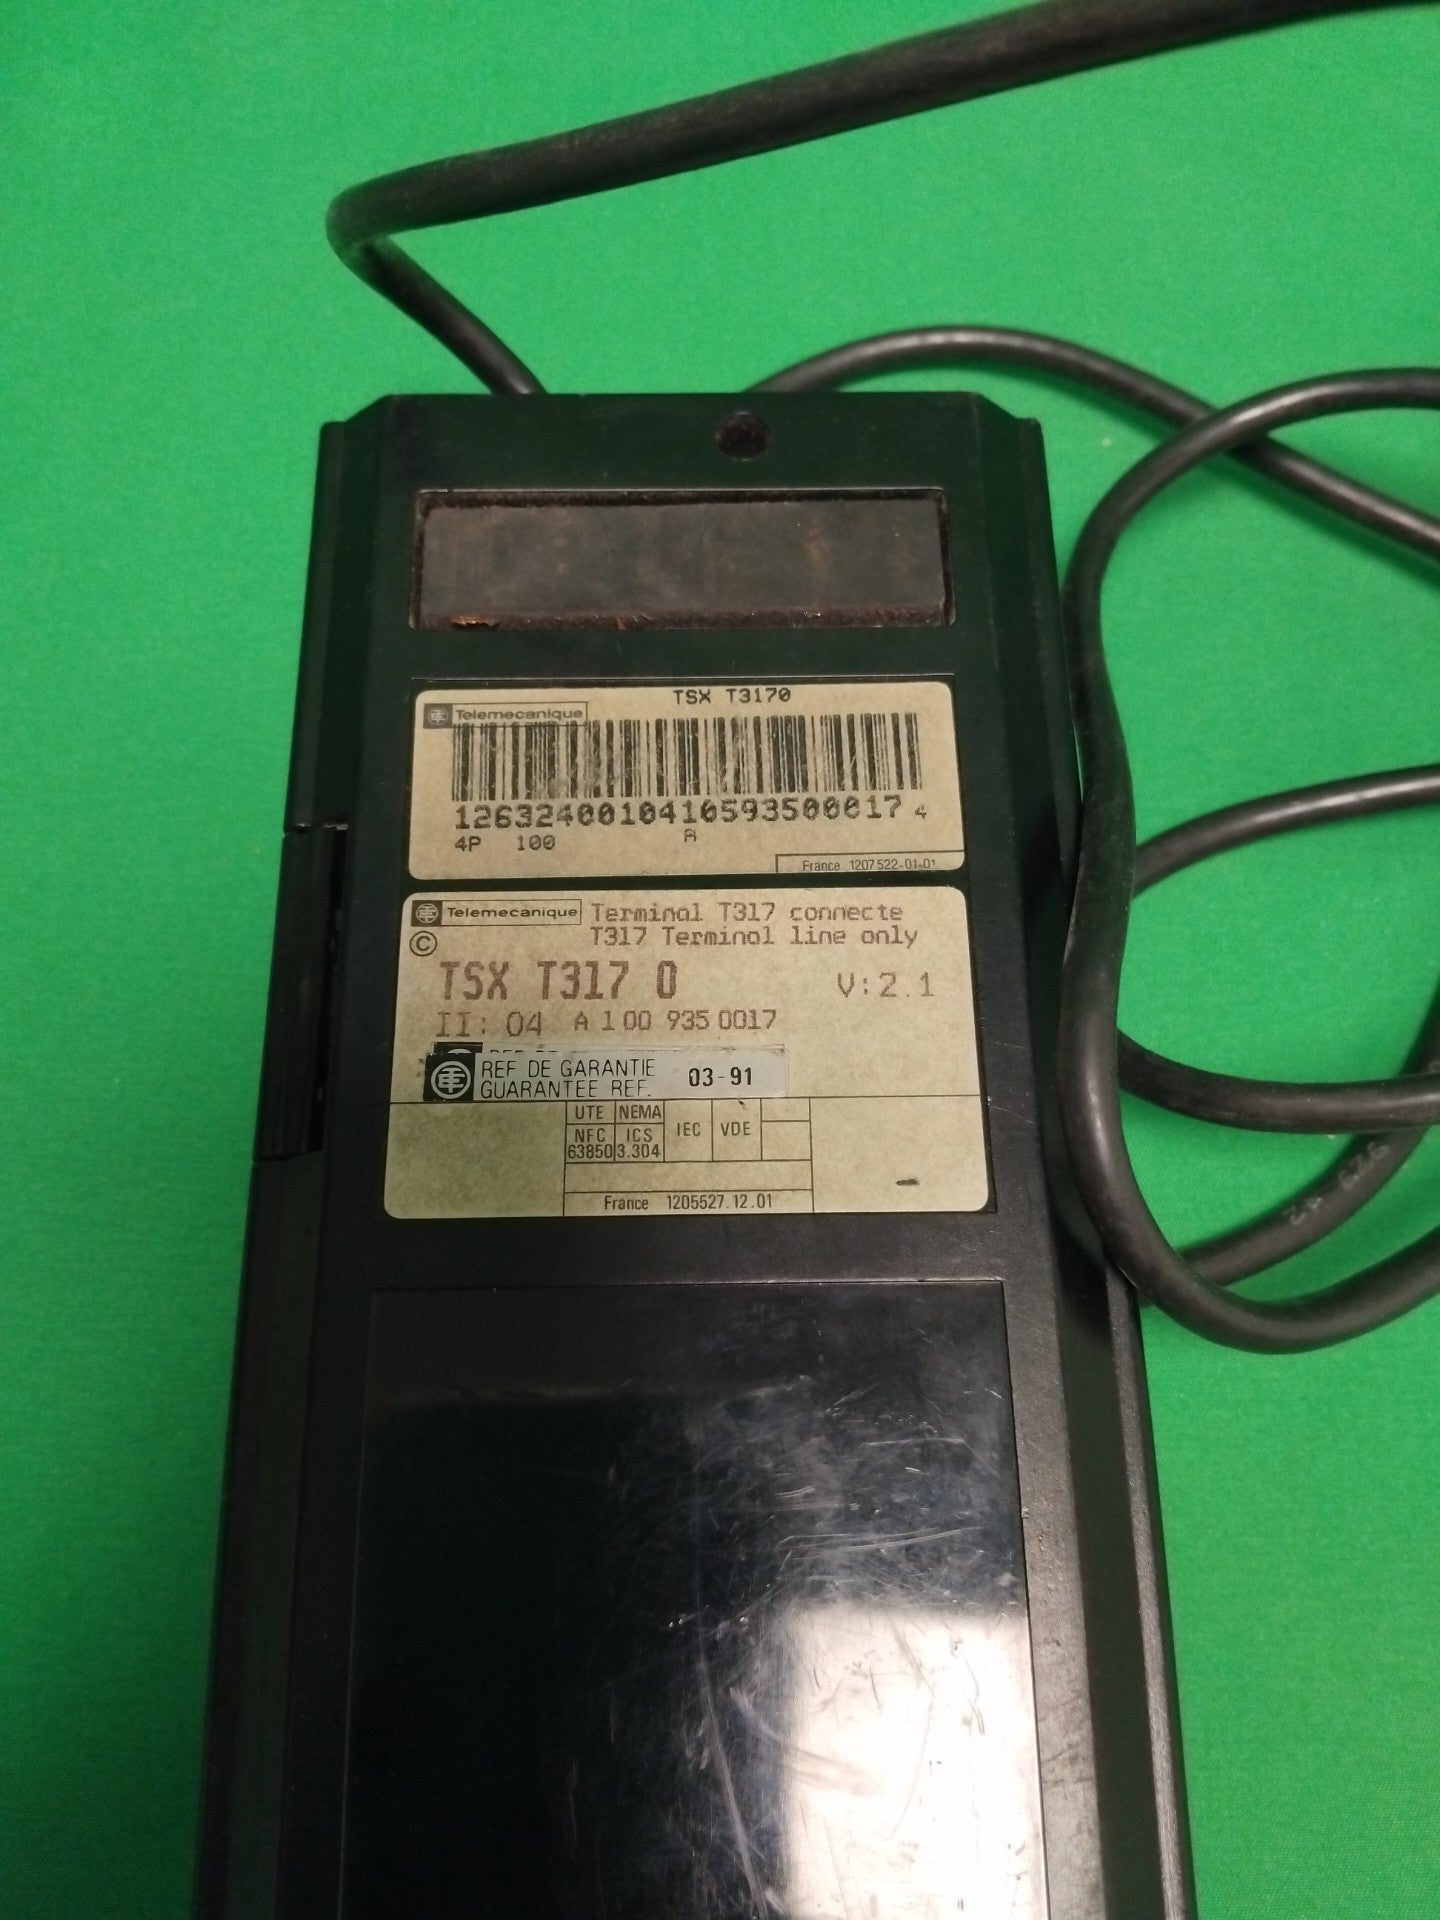 TSX T3170
Telemecanique
12632400104105935000174
4P 100 A
France 1207522-01-01
Telemecanique Terminal T317 connecte
© T317 Terminal line only
TSX T317 0 V:2.1
II: 04 A 1 00 935 0017
REF DE GARANTIE 03-91
GUARANTEE REF.
UTE NEMA IEC VDE
NFC ICS
63850 3.304
France 1205527.12.01